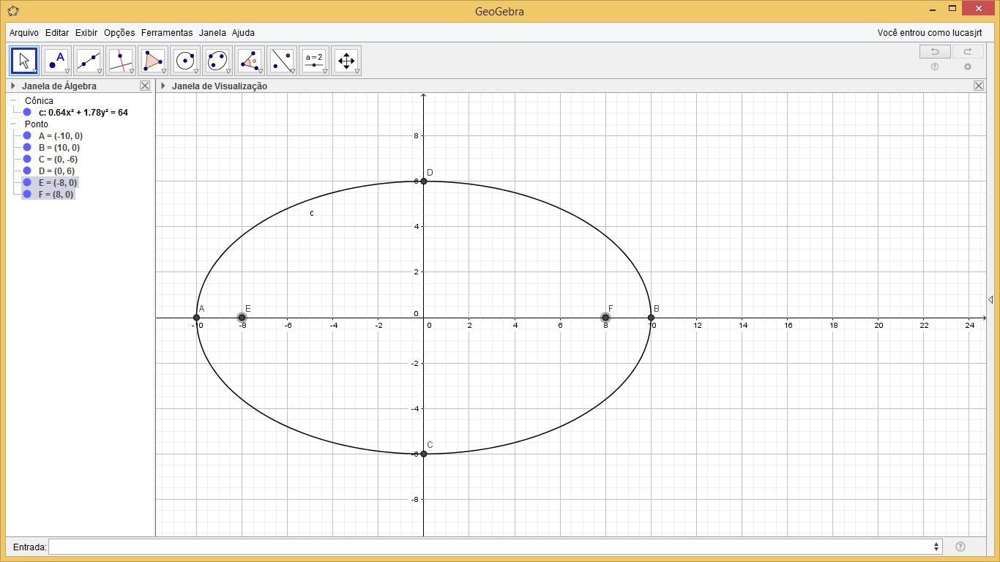 GeoGebra
Arquivo Editar Exibir Opções Ferramentas Janela Ajuda
Você entrou como lucasjrt
A
α
a=2
Janela de Álgebra
Janela de Visualização
Cônica
c: 0.64x² + 1.78y² = 64
Ponto
A = (-10, 0)
B = (10, 0)
C = (0, -6)
D = (0, 6)
E = (-8, 0)
F = (8, 0)
8
D
6
c
4
2
A E F B
0
-10 -8 -6 -4 -2 0 2 4 6 8 10 12 14 16 18 20 22 24
-2
-4
C
-6
-8
Entrada: